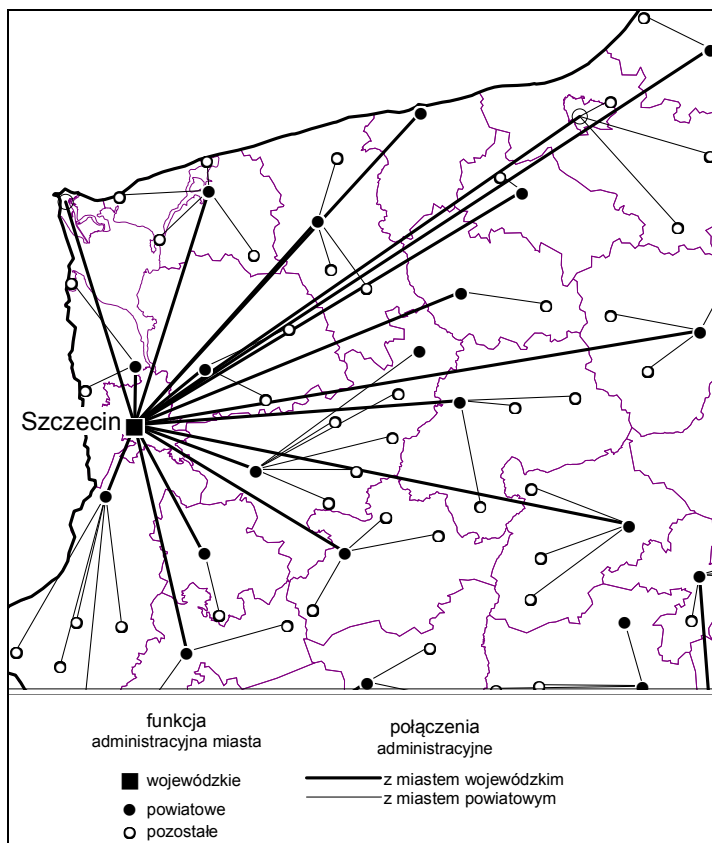 Szczecin
funkcja
administracyjna miasta
wojewódzkie
powiatowe
pozostałe
połączenia
administracyjne
z miastem wojewódzkim
z miastem powiatowym